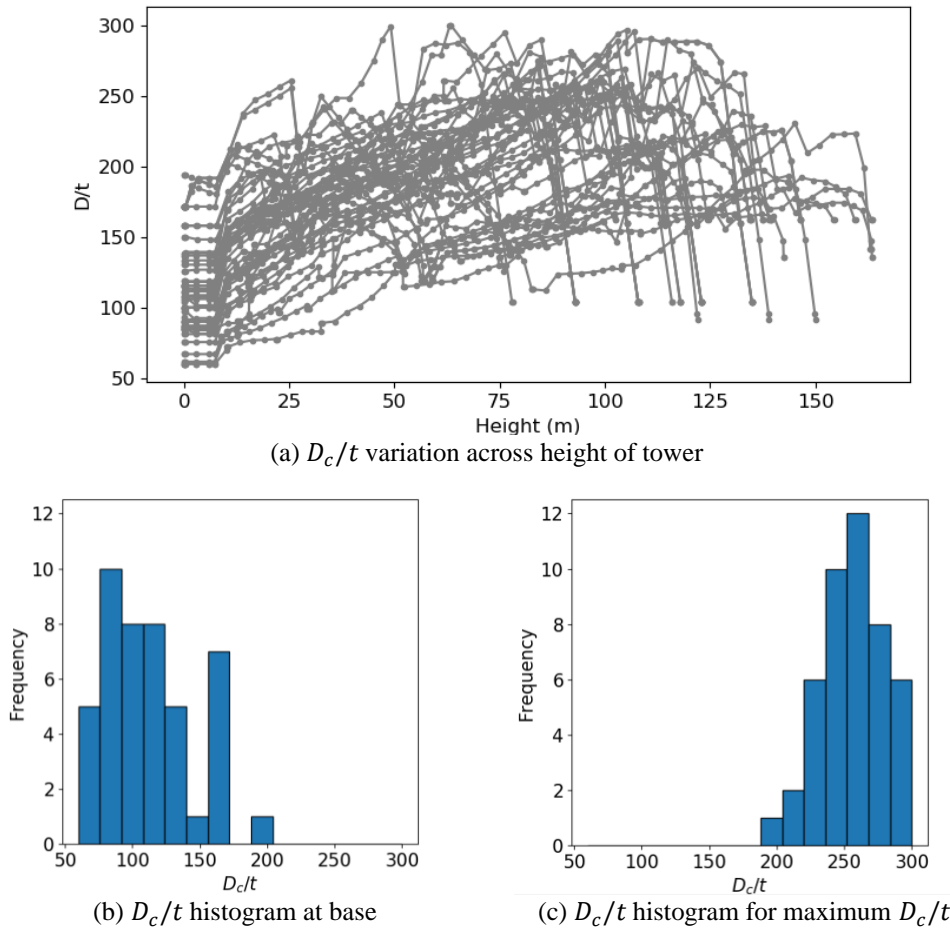 300
250
200
150
100
50
D/t
0 25 50 75 100 125 150
Height (m)
(a) D_c/t variation across height of tower
12
10
8
6
4
2
0
Frequency
50 100 150 200 250 300
D_c/t
(b) D_c/t histogram at base
12
10
8
6
4
2
0
Frequency
50 100 150 200 250 300
D_c/t
(c) D_c/t histogram for maximum D_c/t